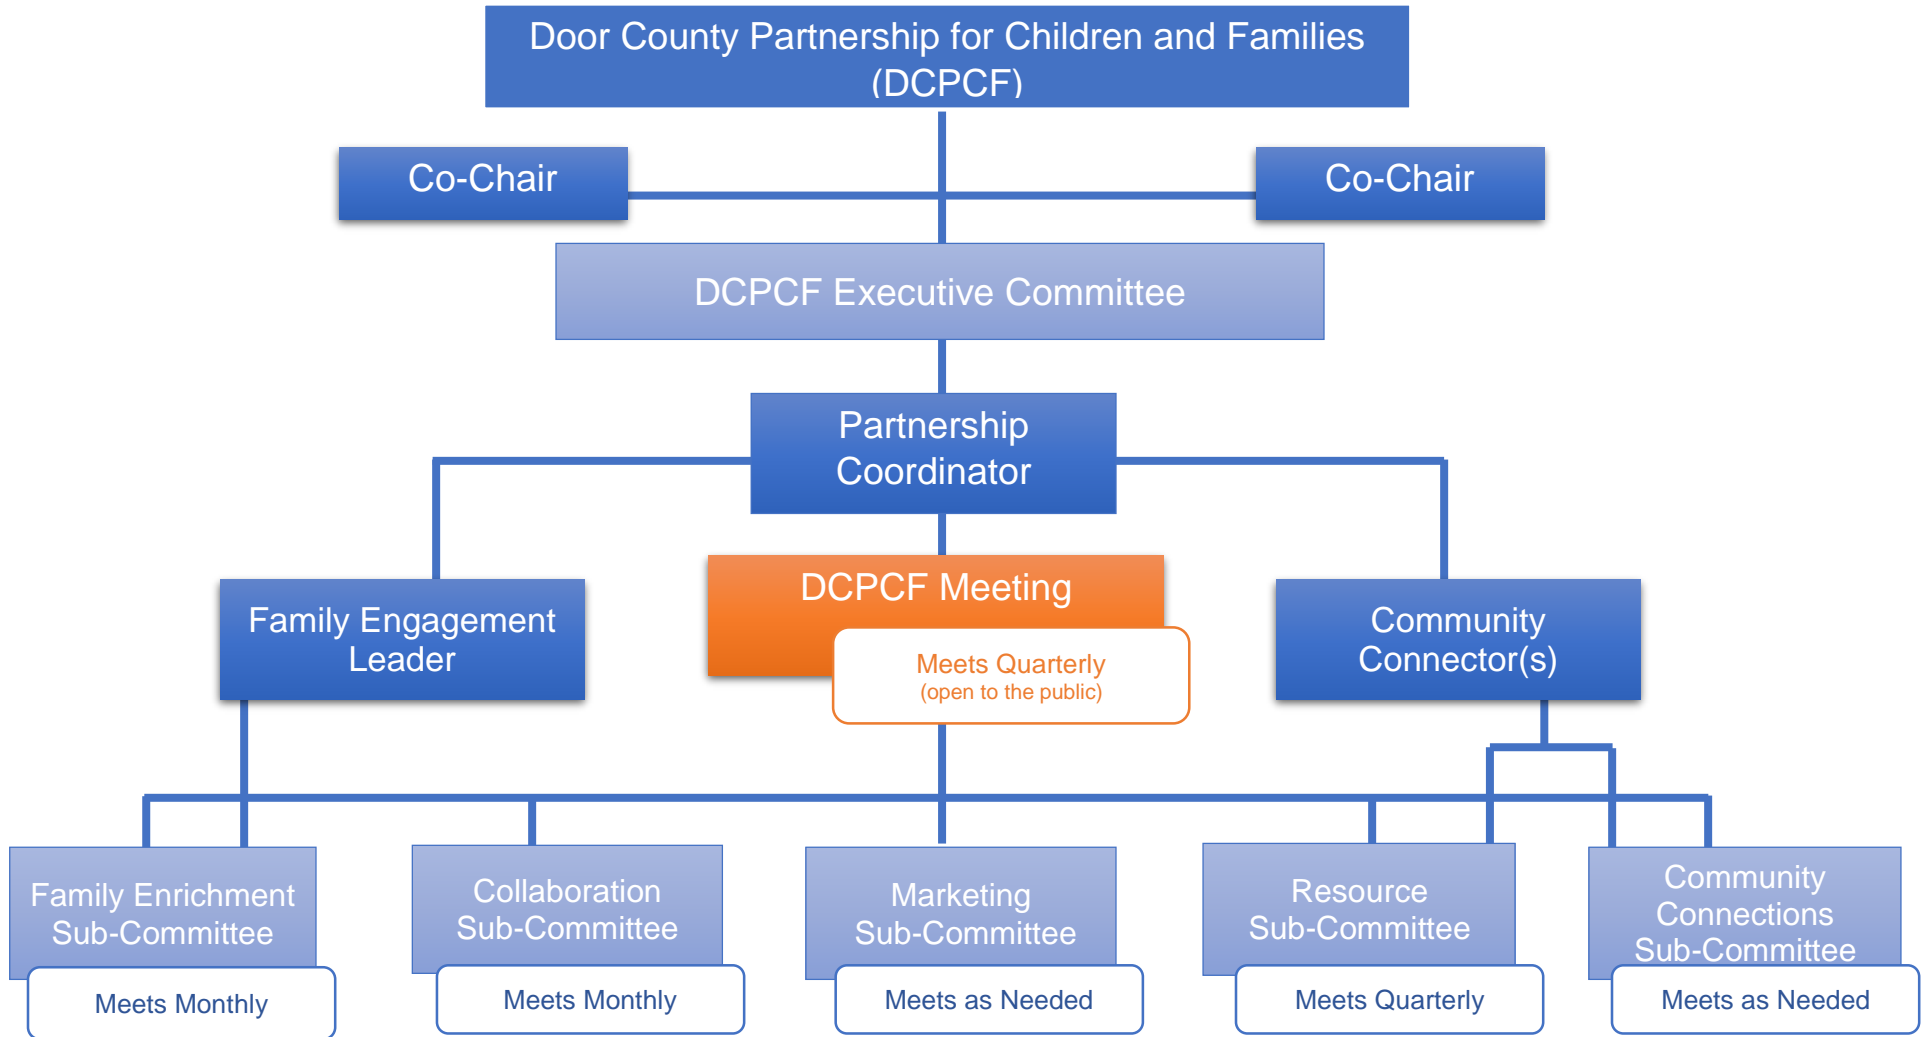 Door County Partnership for Children and Families
(DCPCF)
Co-Chair
Co-Chair
DCPCF Executive Committee
Partnership
Coordinator
Family Engagement
Leader
DCPCF Meeting
Meets Quarterly
(open to the public)
Community
Connector(s)
Family Enrichment
Sub-Committee
Meets Monthly
Collaboration
Sub-Committee
Meets Monthly
Marketing
Sub-Committee
Meets as Needed
Resource
Sub-Committee
Meets Quarterly
Community
Connections
Sub-Committee
Meets as Needed